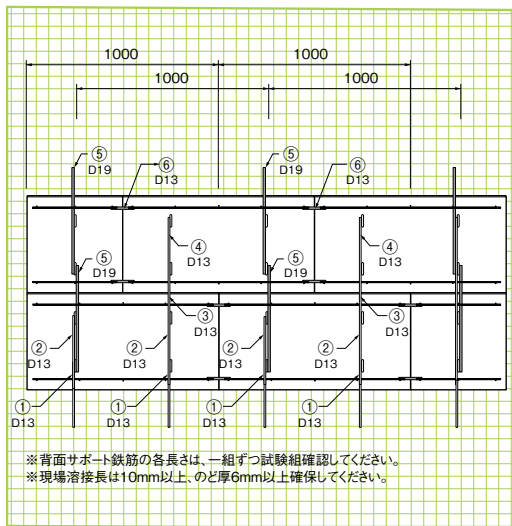 1000 1000
1000 1000
⑤ D19 ⑥ D13 ⑤ D19 ⑥ D13
④ D13 ④ D13
⑤ D19 ⑤ D19
③ D13 ③ D13
② D13 ② D13 ② D13 ② D13
① D13 ① D13 ① D13 ① D13
※背面サポート鉄筋の各長さは、一組ずつ試験組確認してください。
※現場溶接長は10mm以上、のど厚6mm以上確保してください。